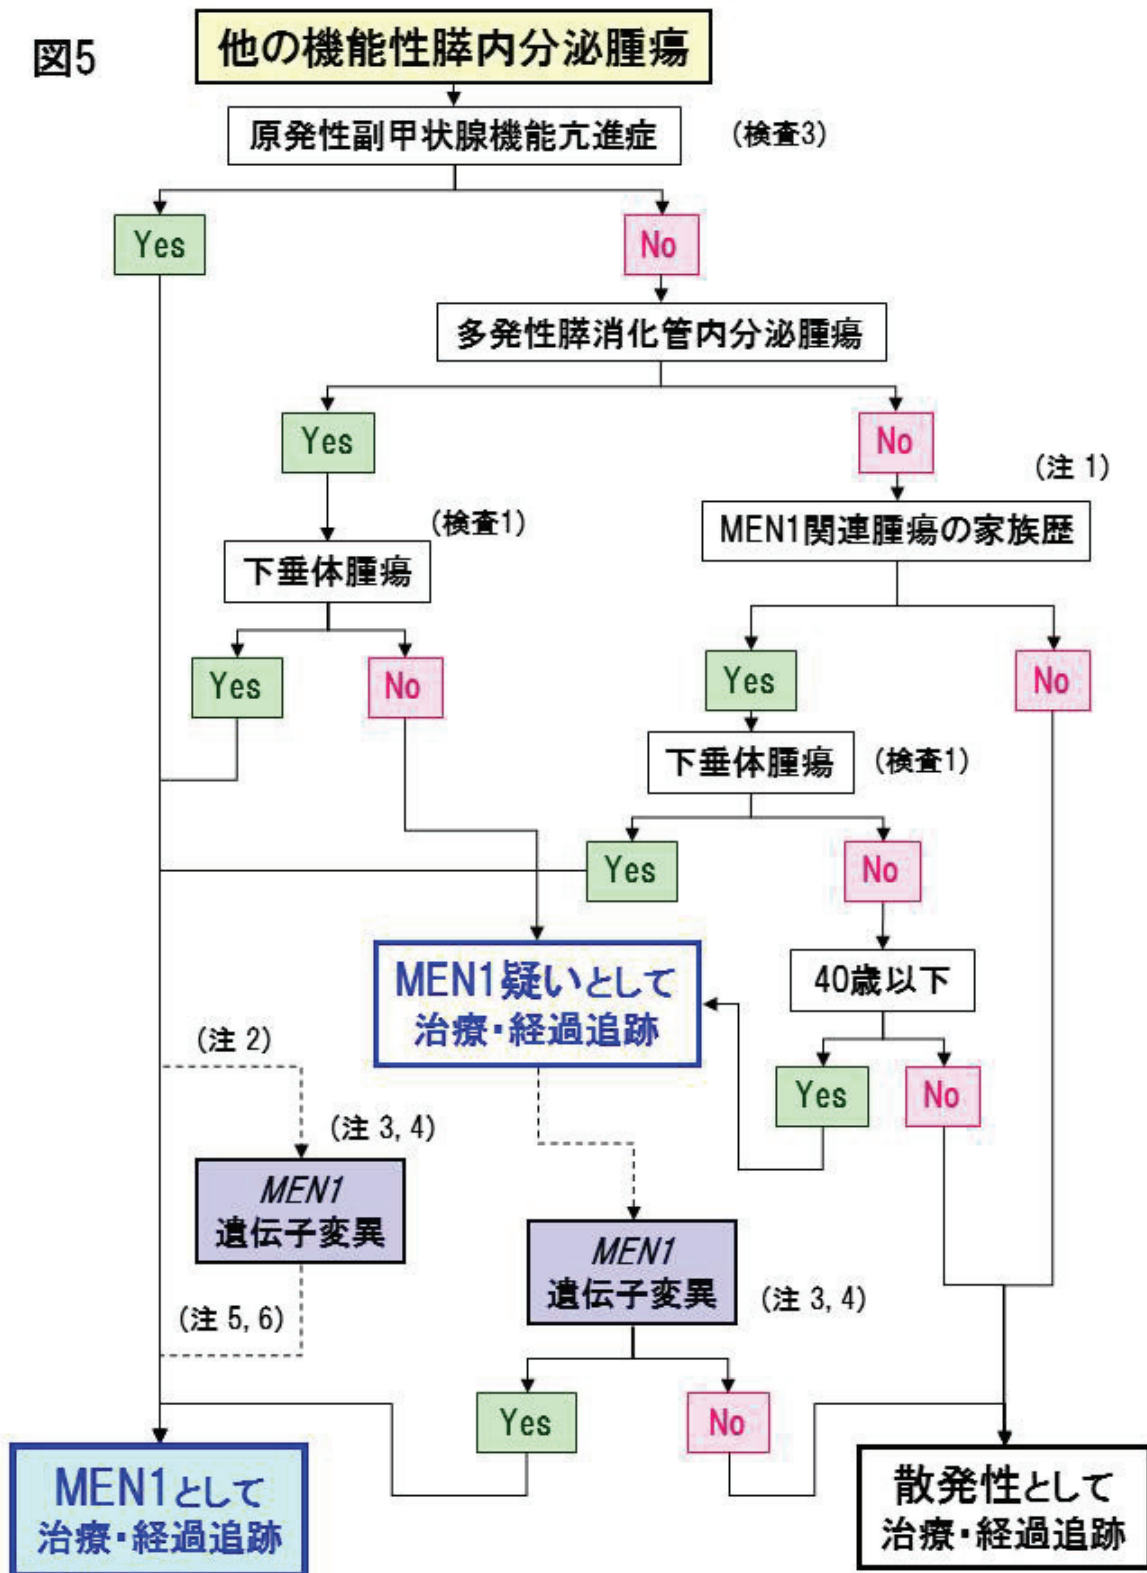 図5
他の機能性膵内分泌腫瘍
原発性副甲状腺機能亢進症
(検査3)
Yes
No
多発性膵消化管内分泌腫瘍
Yes
No
(注 1)
(検査1)
MEN1関連腫瘍の家族歴
下垂体腫瘍
Yes
No
Yes
No
下垂体腫瘍
(検査1)
Yes
No
MEN1疑いとして
治療・経過追跡
40歳以下
(注 2)
Yes
No
(注 3, 4)
MEN1
遺伝子変異
MEN1
遺伝子変異
(注 3, 4)
(注 5, 6)
Yes
No
MEN1として
治療・経過追跡
散発性として
治療・経過追跡